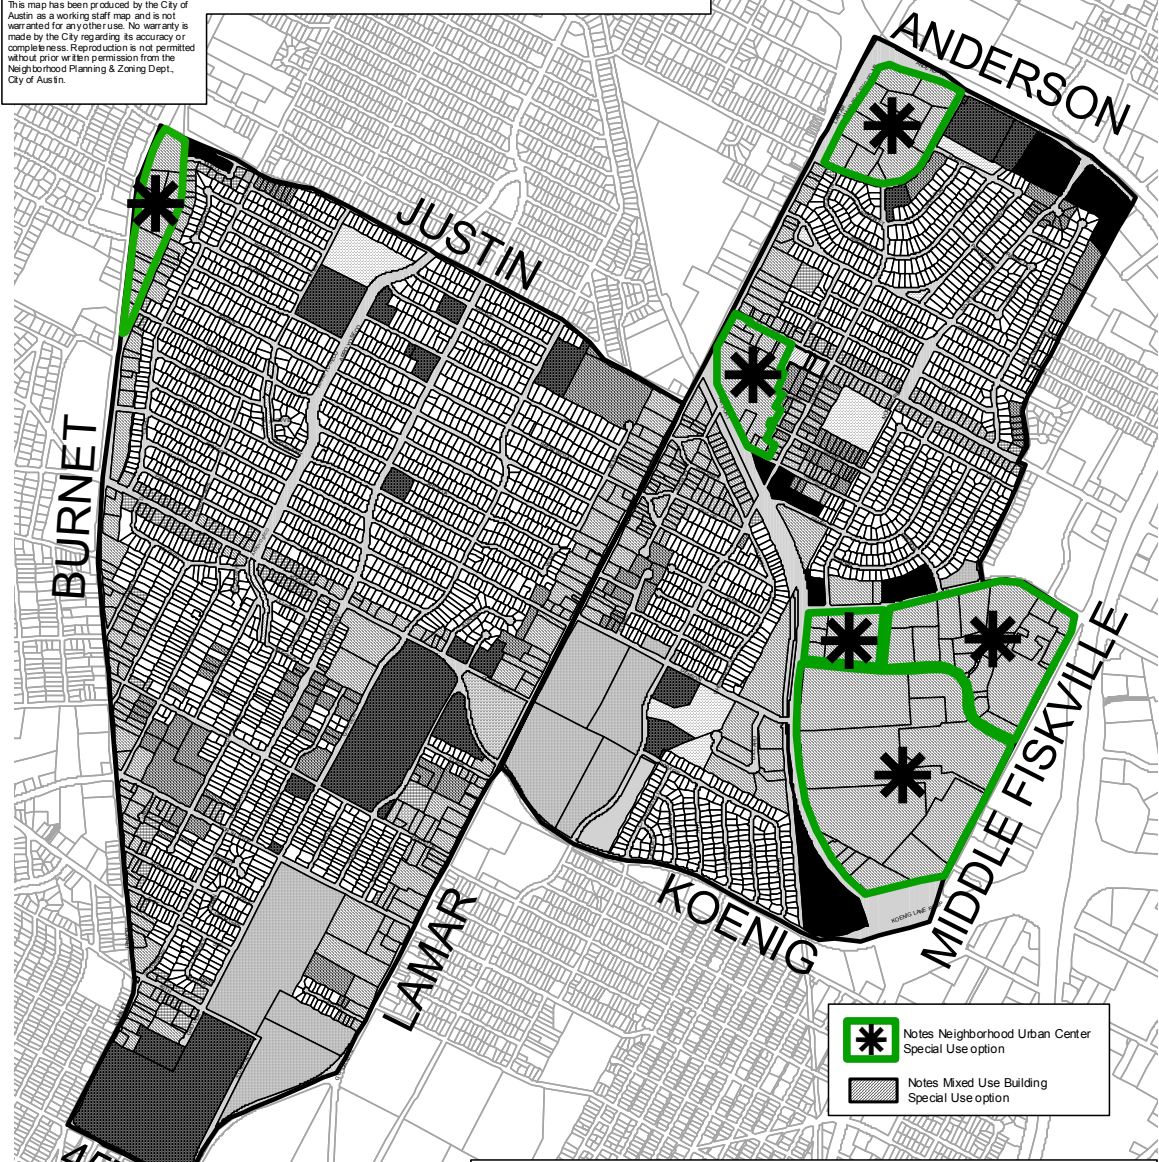 This map has been produced by the City of
Austin as a working staff map and is not
warranted for any other use. No warranty is
made by the City regarding its accuracy or
completeness. Reproduction is not permitted
without prior written permission from the
Neighborhood Planning & Zoning Dept.,
City of Austin.
ANDERSON
JUSTIN
BURNET
MIDDLE FISKVILLE
KOENIG LANE
KOENIG
LAMAR
Notes Neighborhood Urban Center
Special Use option
Notes Mixed Use Building
Special Use option